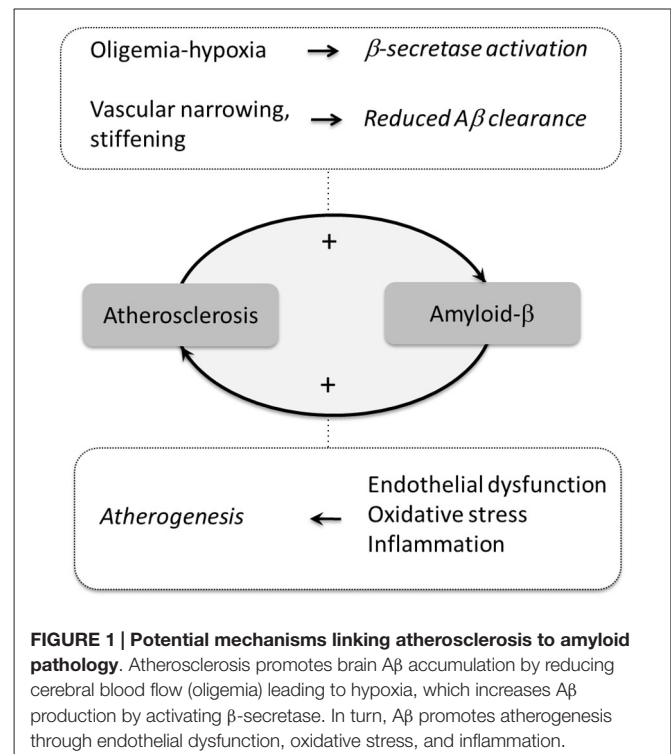 Oligemia-hypoxia → β-secretase activation
Vascular narrowing, → Reduced Aβ clearance
stiffening
+
Atherosclerosis Amyloid-β
+
Endothelial dysfunction
Atherogenesis ← Oxidative stress
Inflammation
FIGURE 1 | Potential mechanisms linking atherosclerosis to amyloid
pathology. Atherosclerosis promotes brain Aβ accumulation by reducing
cerebral blood flow (oligemia) leading to hypoxia, which increases Aβ
production by activating β-secretase. In turn, Aβ promotes atherogenesis
through endothelial dysfunction, oxidative stress, and inflammation.